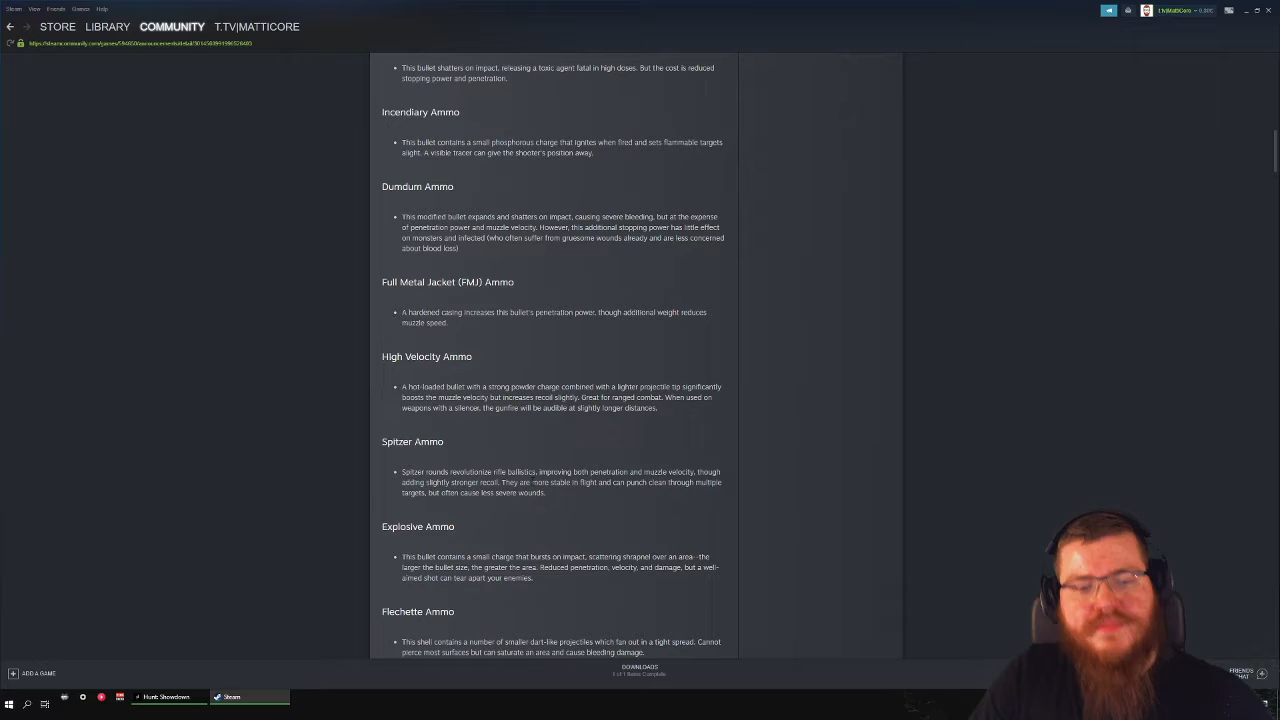 Steam View Friends Games Help
t.tv|MattiCore
STORE LIBRARY COMMUNITY T.TV|MATTICORE
This bullet shatters on impact, releasing a toxic agent fatal in high doses. But the cost is reduced
stopping power and penetration.
Incendiary Ammo
This bullet contains a small phosphorous charge that ignites when fired and sets flammable targets
alight. A visible tracer can give the shooter's position away.
Dumdum Ammo
This modified bullet expands and shatters on impact, causing severe bleeding, but at the expense
of penetration power and muzzle velocity. However, this additional stopping power has little effect
on monsters and infected (who often suffer from gruesome wounds already and are less concerned
about blood loss)
Full Metal Jacket (FMJ) Ammo
A hardened casing increases this bullet's penetration power, though additional weight reduces
muzzle speed.
High Velocity Ammo
A hot-loaded bullet with a strong powder charge combined with a lighter projectile tip significantly
boosts the muzzle velocity but increases recoil slightly. Great for ranged combat. When used on
weapons with a silencer, the gunfire will be audible at slightly longer distances.
Spitzer Ammo
Spitzer rounds revolutionize rifle ballistics, improving both penetration and muzzle velocity, though
adding slightly stronger recoil. They are more stable in flight and can punch clean through multiple
targets, but often cause less severe wounds.
Explosive Ammo
This bullet contains a small charge that bursts on impact, scattering shrapnel over an area—the
larger the bullet size, the greater the area. Reduced penetration, velocity, and damage, but a well-
aimed shot can tear apart your enemies.
Flechette Ammo
This shell contains a number of smaller dart-like projectiles which fan out in a tight spread. Cannot
pierce most surfaces but can saturate an area and cause bleeding damage.
ADD A GAME
DOWNLOADS
1 of 1 Items Complete
FRIENDS
CHAT
Hunt: Showdown
Steam